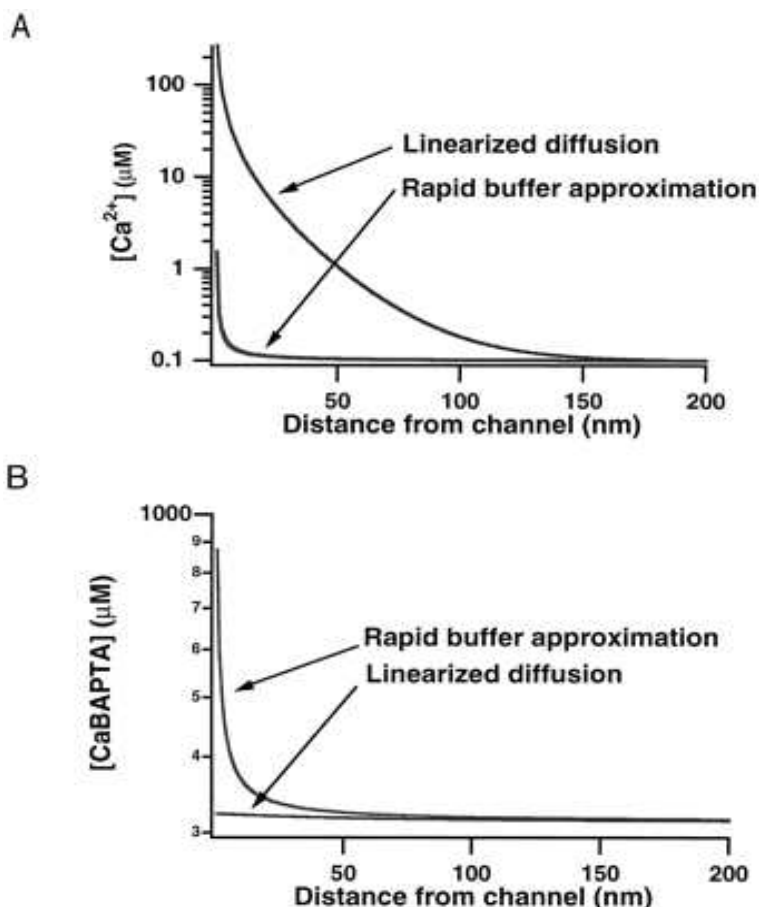 A
100
10
1
0.1
[Ca2+] (μM)
Linearized diffusion
Rapid buffer approximation
50 100 150 200
Distance from channel (nm)
B
1000
9
8
7
6
5
4
3
[CaBAPTA] (μM)
Rapid buffer approximation
Linearized diffusion
50 100 150 200
Distance from channel (nm)